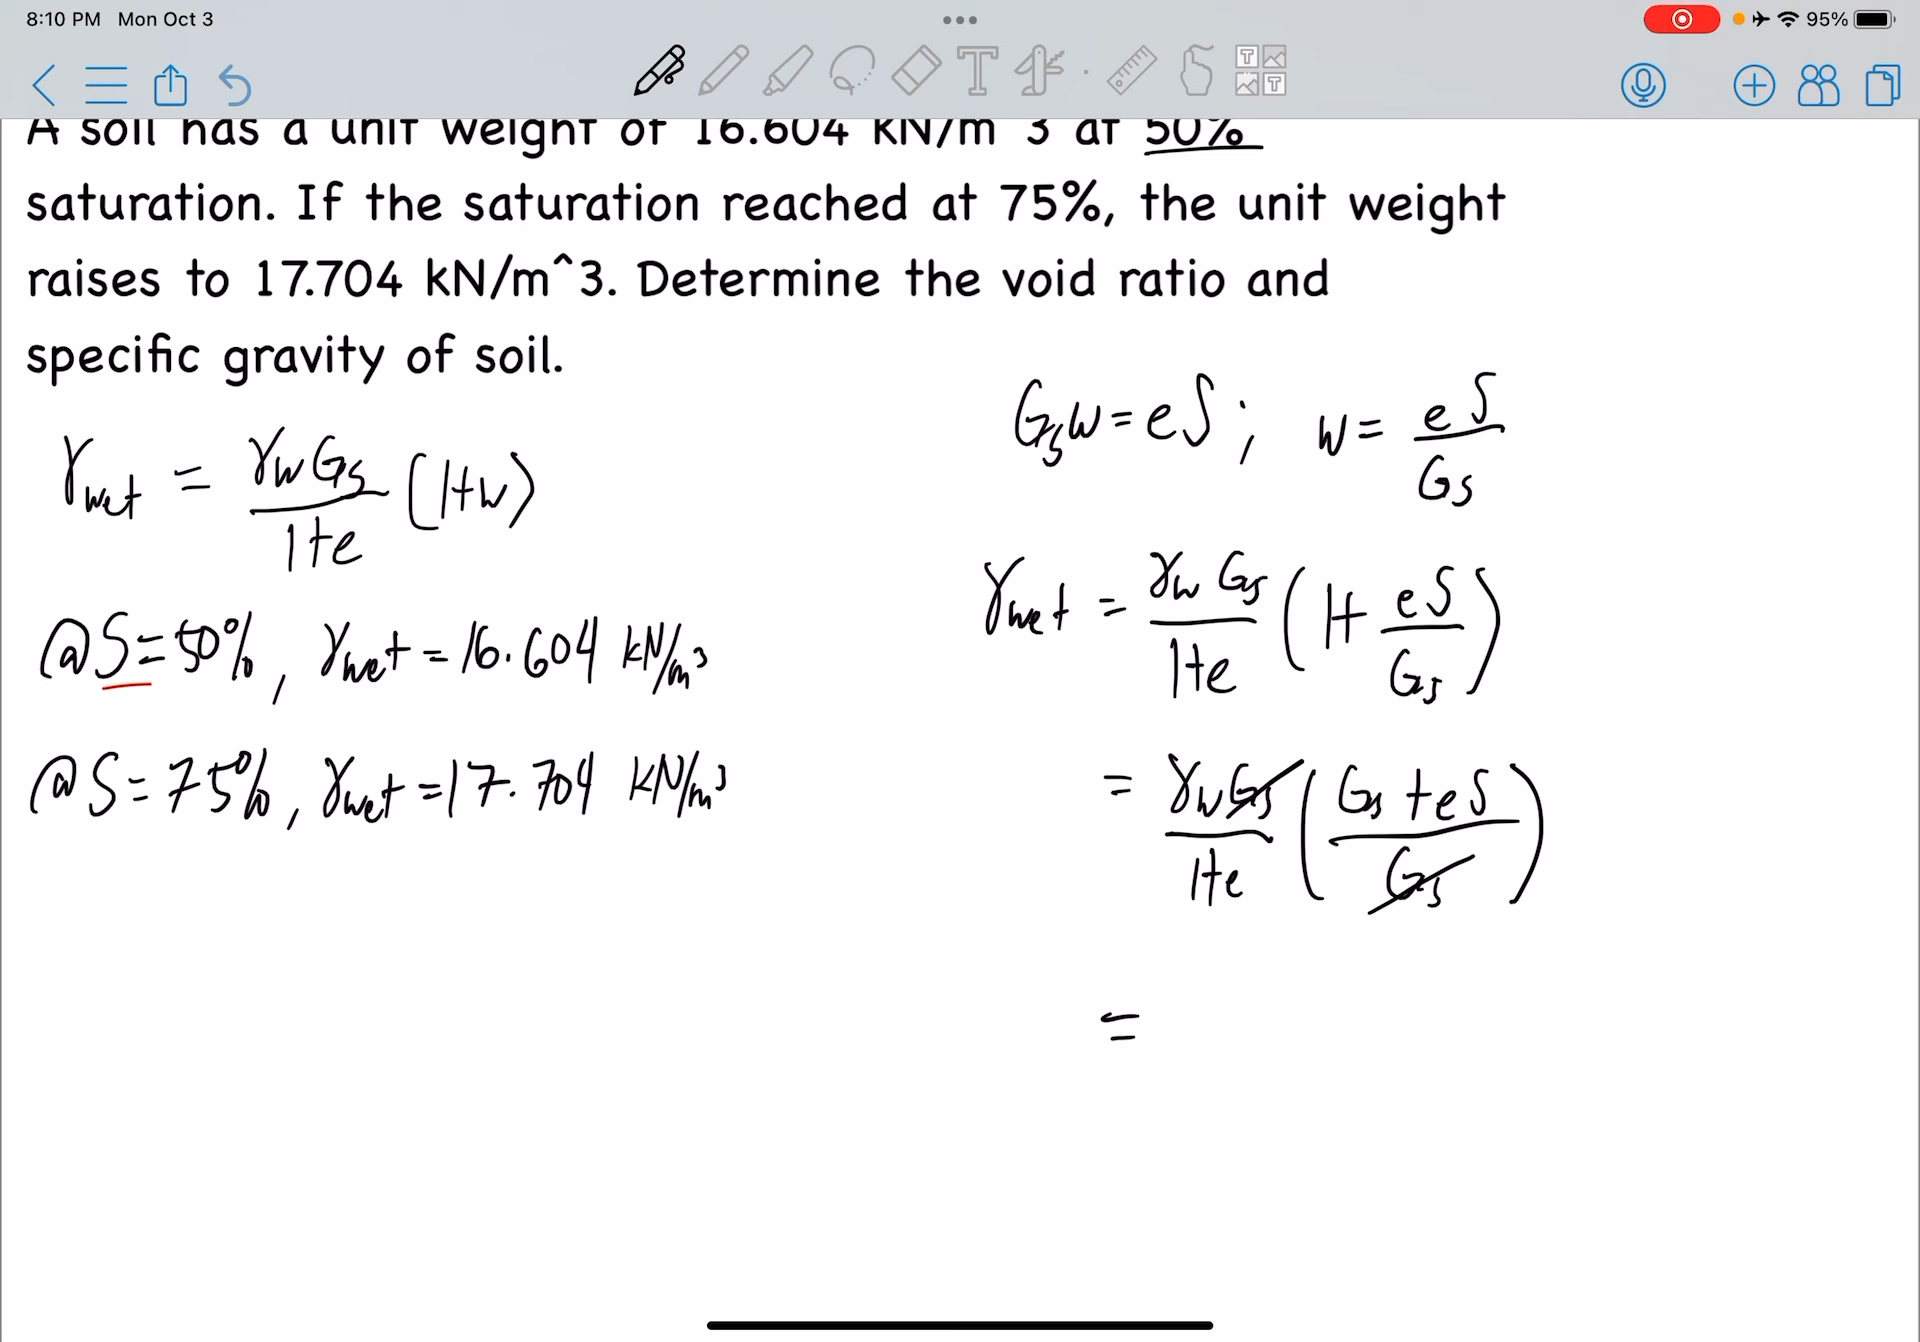 8:10 PM Mon Oct 3
95%
A soil has a unit weight of 16.604 kN/m^3 at 50%
saturation. If the saturation reached at 75%, the unit weight
raises to 17.704 kN/m^3. Determine the void ratio and
specific gravity of soil.
γwet = γwGs / 1+e (1+w)
@S=50%, γwet = 16.604 kN/m³
@S=75%, γwet = 17.704 kN/m³
Gsw = eS ; w = eS / Gs
γwet = γw Gs / 1+e (1+ eS / Gs)
= γwGs / 1+e (Gs + eS / Gs)
=